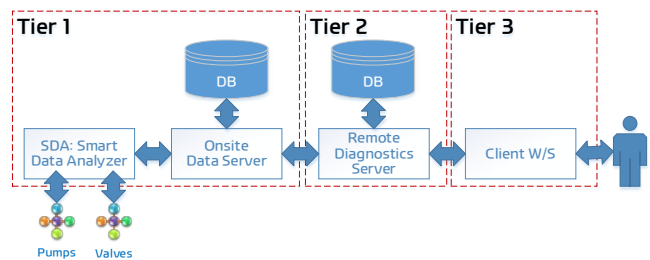 Tier 1
Tier 2
Tier 3
DB
DB
SDA: Smart
Data Analyzer
Onsite
Data Server
Remote
Diagnostics
Server
Client W/S
Pumps
Valves